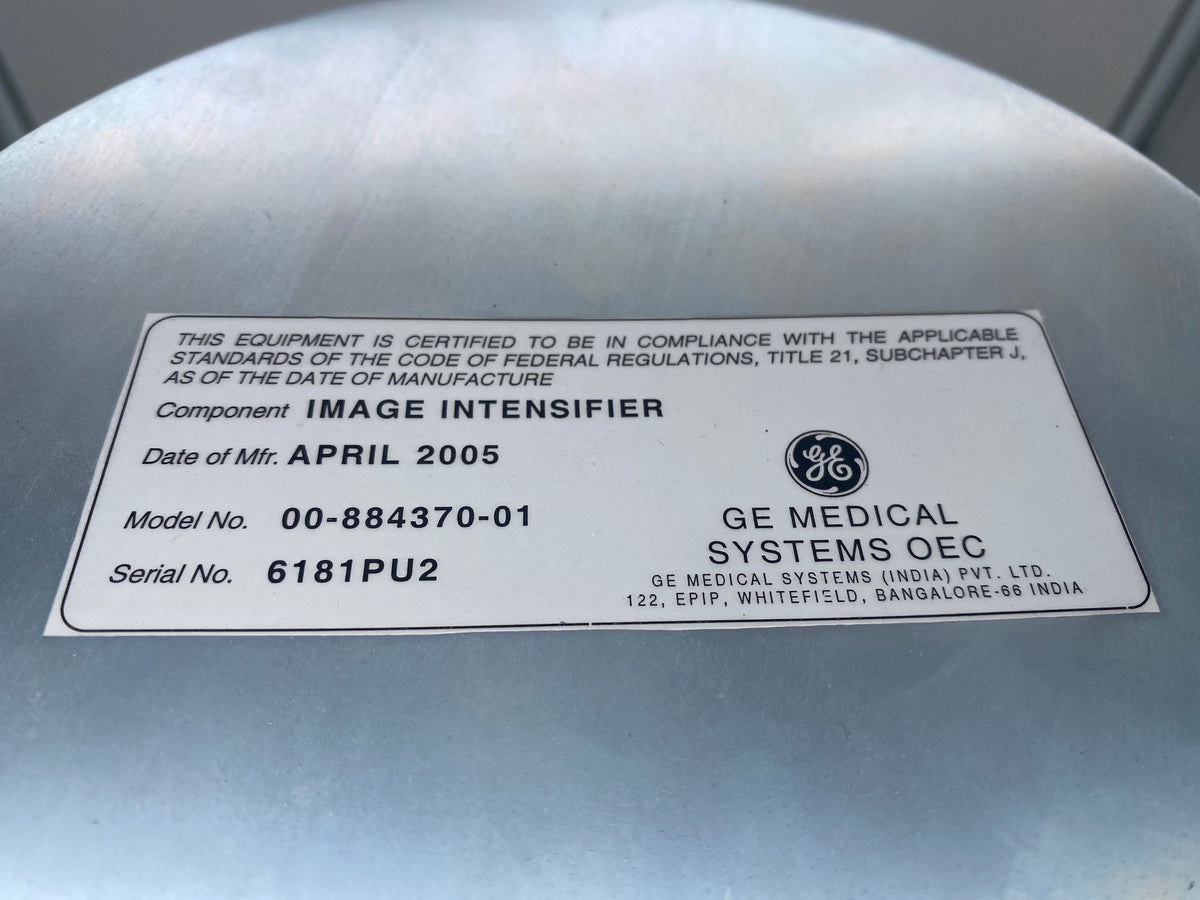 THIS EQUIPMENT IS CERTIFIED TO BE IN COMPLIANCE WITH THE APPLICABLE
STANDARDS OF THE CODE OF FEDERAL REGULATIONS, TITLE 21, SUBCHAPTER J,
AS OF THE DATE OF MANUFACTURE
Component IMAGE INTENSIFIER
Date of Mfr. APRIL 2005
Model No. 00-884370-01
Serial No. 6181PU2
GE
GE MEDICAL
SYSTEMS OEC
GE MEDICAL SYSTEMS (INDIA) PVT. LTD.
122, EPIP, WHITEFIELD, BANGALORE-66 INDIA